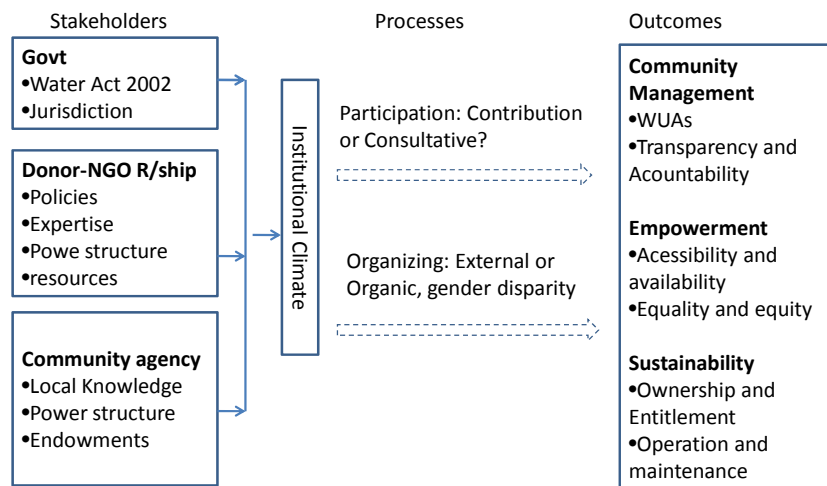 Stakeholders
Processes
Outcomes
Govt
•Water Act 2002
•Jurisdiction
Donor-NGO R/ship
•Policies
•Expertise
•Powe structure
•resources
Community agency
•Local Knowledge
•Power structure
•Endowments
Institutional Climate
Participation: Contribution
or Consultative?
Organizing: External or
Organic, gender disparity
Community
Management
•WUAs
•Transparency and
Acountability
Empowerment
•Acessibility and
availability
•Equality and equity
Sustainability
•Ownership and
Entitlement
•Operation and
maintenance